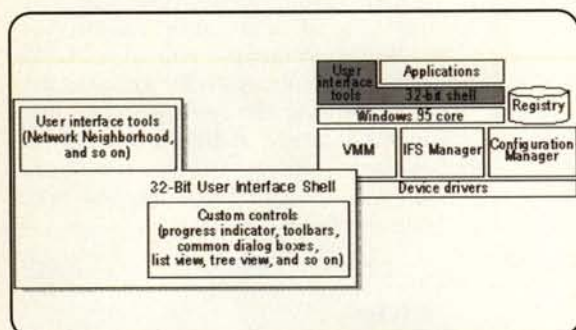 User
interface
tools
Applications
32-bit shell
Windows 95 core
Registry
VMM
IFS Manager
Configuration
Manager
Device drivers
User interface tools
(Network Neighborhood,
and so on)
32-Bit User Interface Shell
Custom controls
(progress indicator, toolbars,
common dialog boxes,
list view, tree view, and so on)